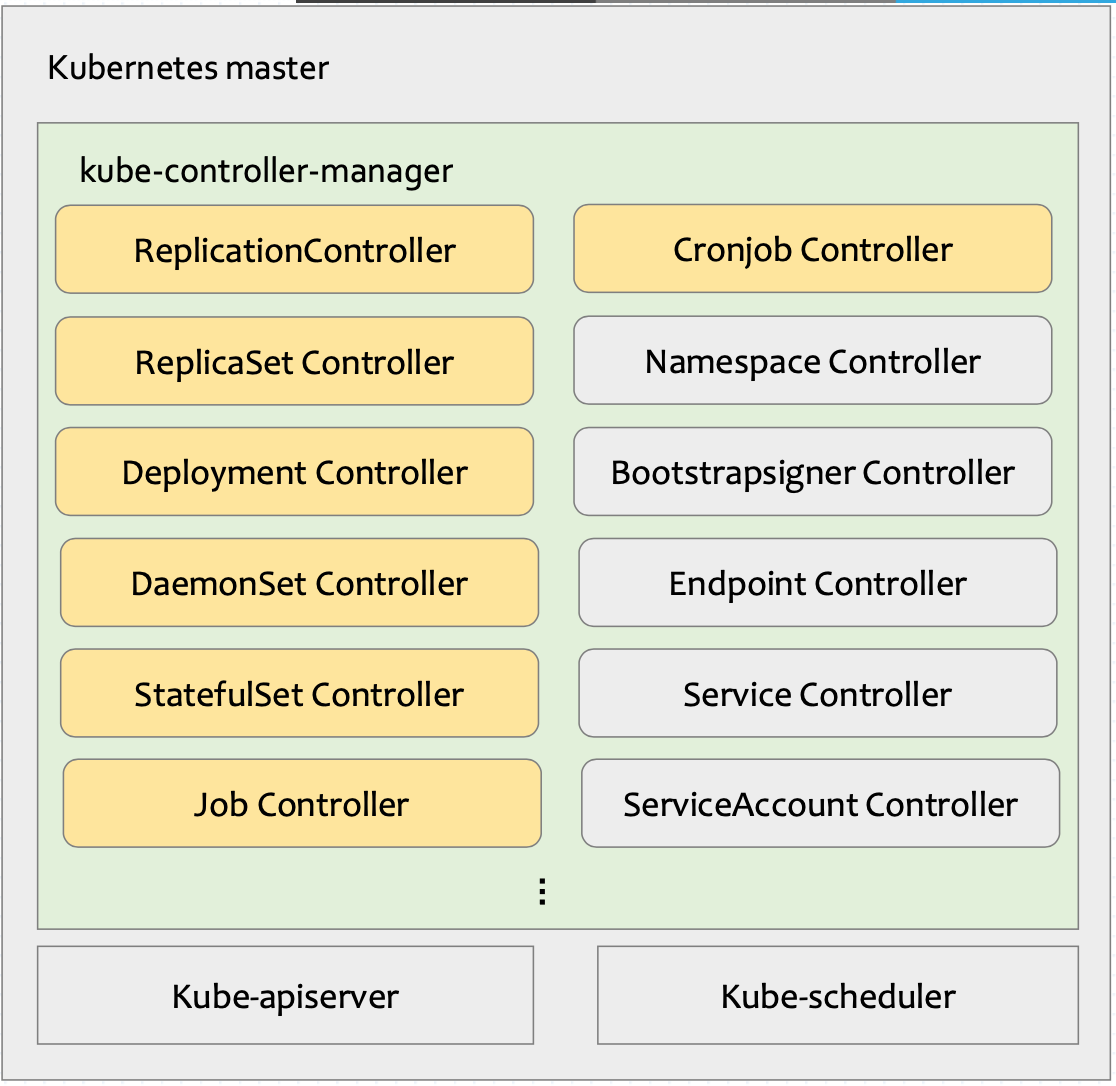 Kubernetes master
kube-controller-manager
ReplicationController
Cronjob Controller
ReplicaSet Controller
Namespace Controller
Deployment Controller
Bootstrapsigner Controller
DaemonSet Controller
Endpoint Controller
StatefulSet Controller
Service Controller
Job Controller
ServiceAccount Controller
⋮
Kube-apiserver
Kube-scheduler